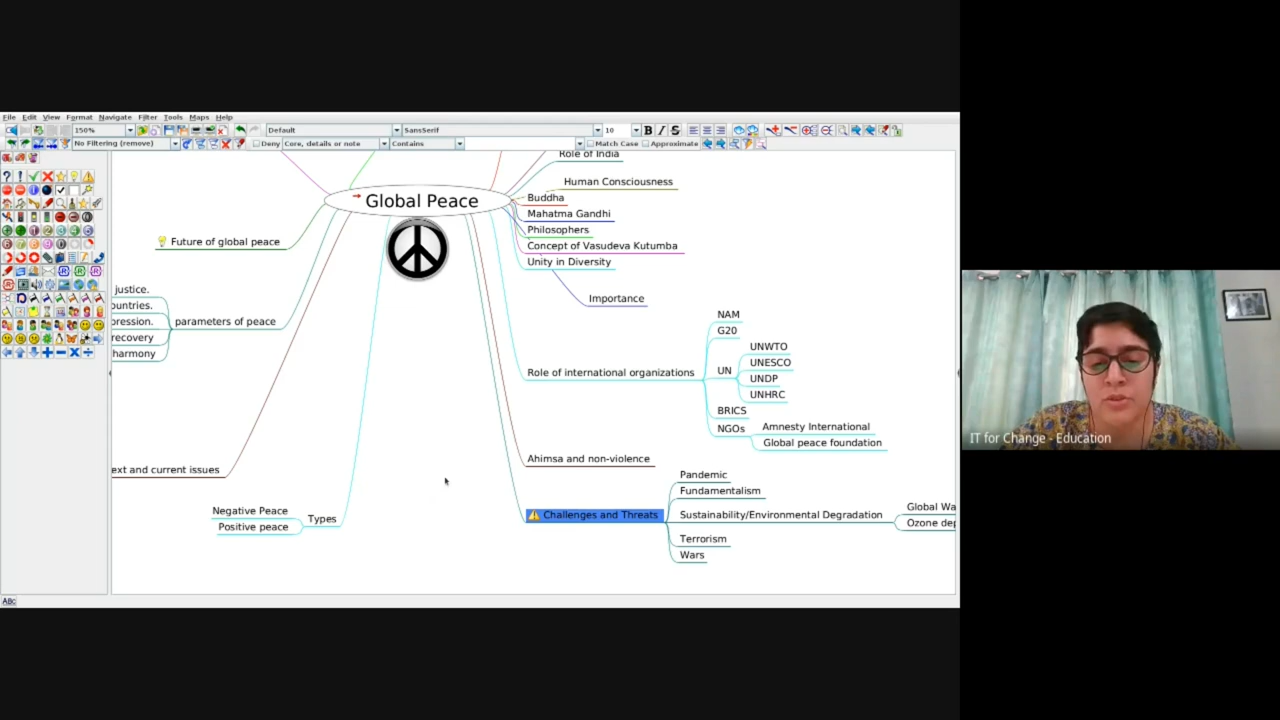 File Edit View Format Navigate Filter Tools Maps Help
150% Default SansSerif 10 B I S
No Filtering (remove) Deny Core, details or note Contains Match Case Approximate
Role of India
Human Consciousness
Global Peace
Buddha
Mahatma Gandhi
Philosophers
Future of global peace
Concept of Vasudeva Kutumba
Unity in Diversity
justice.
Importance
ountries.
pression.
parameters of peace
recovery
harmony
NAM
G20
UNWTO
UNESCO
Role of international organizations
UN
UNDP
UNHRC
BRICS
NGOs
Amnesty International
Global peace foundation
IT for Change - Education
Ahimsa and non-violence
ext and current issues
Pandemic
Fundamentalism
Negative Peace
Positive peace
Types
Challenges and Threats
Sustainability/Environmental Degradation
Global Wa
Ozone dep
Terrorism
Wars
ABc